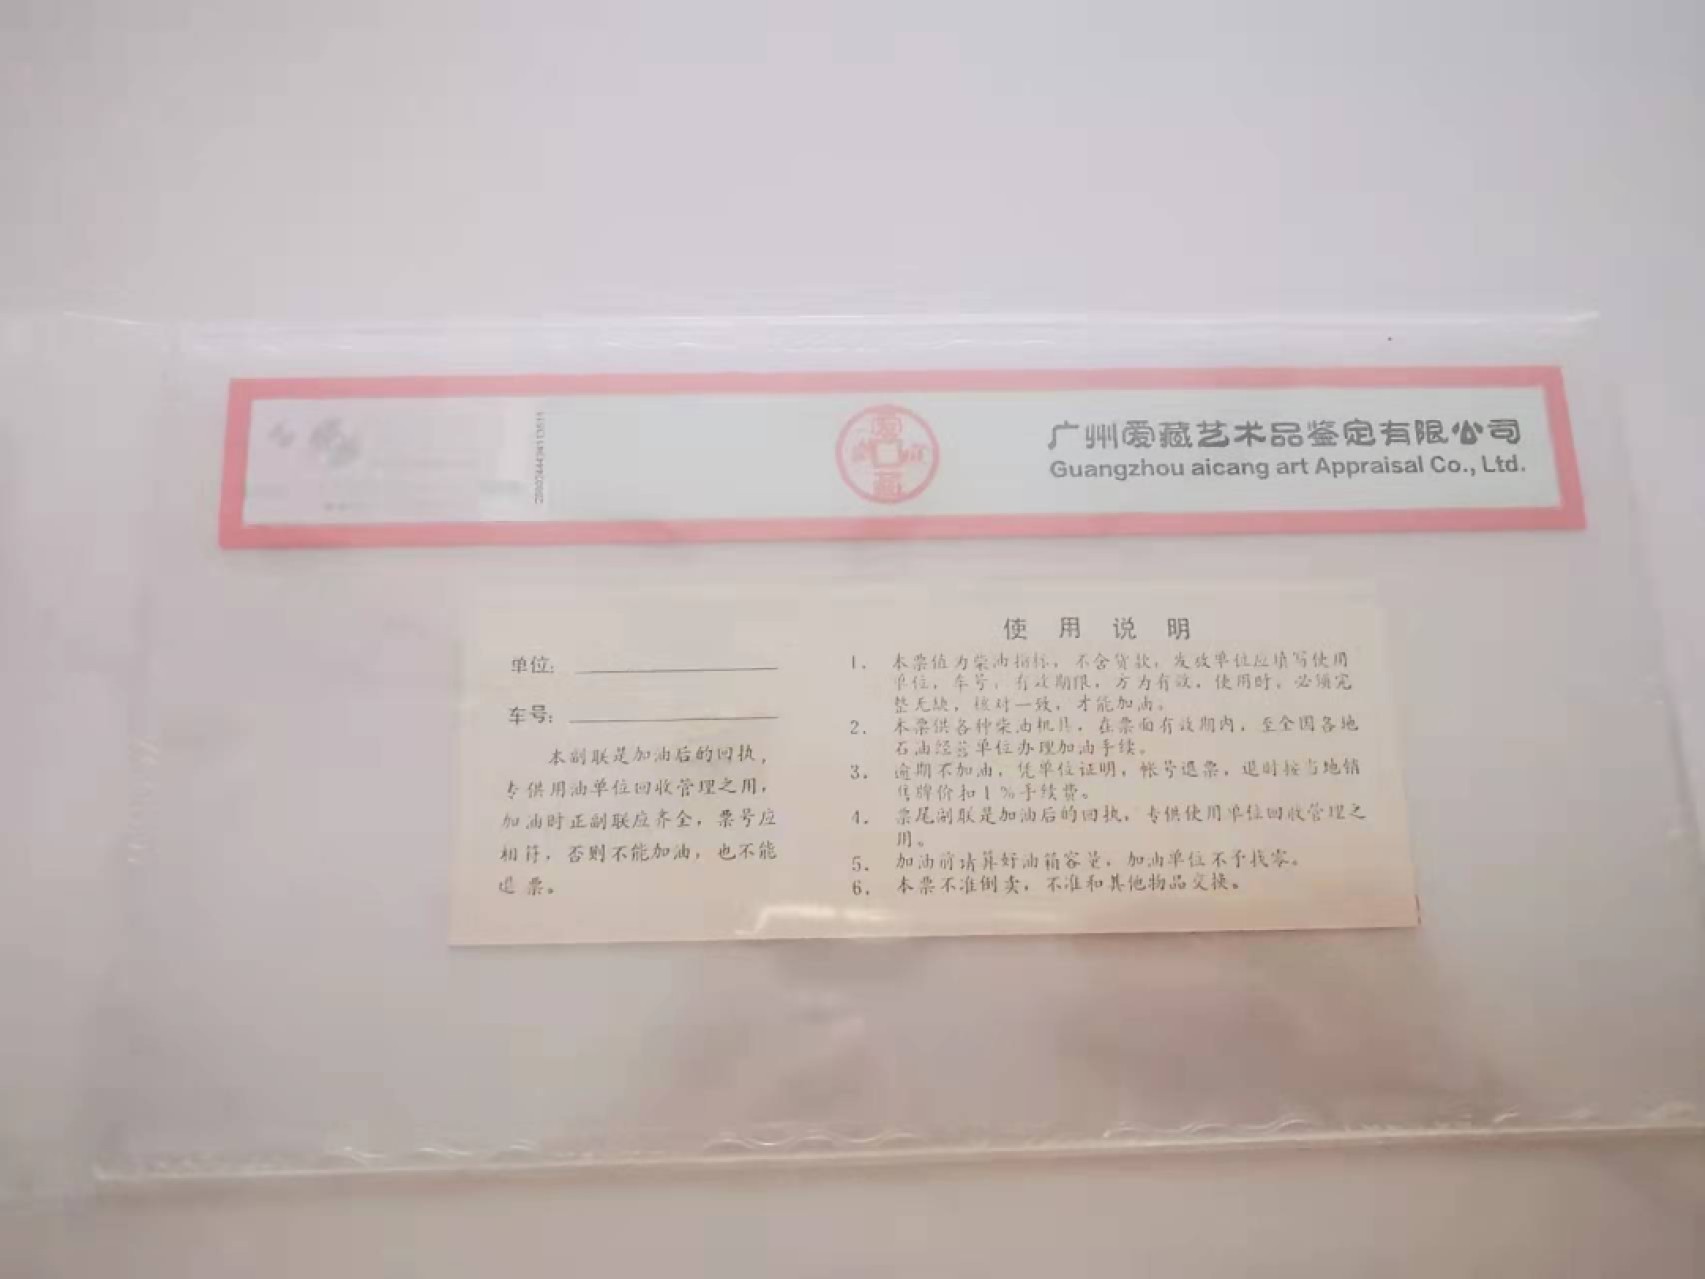 广州爱藏艺术品鉴定有限公司
Guangzhou aicang art Appraisal Co., Ltd.
爱
藏
使用说明
单位:
车号:
本副联是加油后的回执,
专供用油单位回收管理之用,
加油时正副联应齐全,票号应
相符,否则不能加油,也不能
退票。
1. 本票值为柴油指标,不含货款,发放单位应填写使用
单位,车号,有效期限,方为有效,使用时,必须完
整无缺,核对一致,才能加油。
2. 本票供各种柴油机具,在票面有效期内,至全国各地
石油经营单位办理加油手续。
3. 逾期不加油,凭单位证明,帐号退票,退时按当地销
售牌价扣1%手续费。
4. 票尾副联是加油后的回执,专供使用单位回收管理之
用。
5. 加油前请算好油箱容量,加油单位不予找零。
6. 本票不准倒卖,不准和其他物品交换。